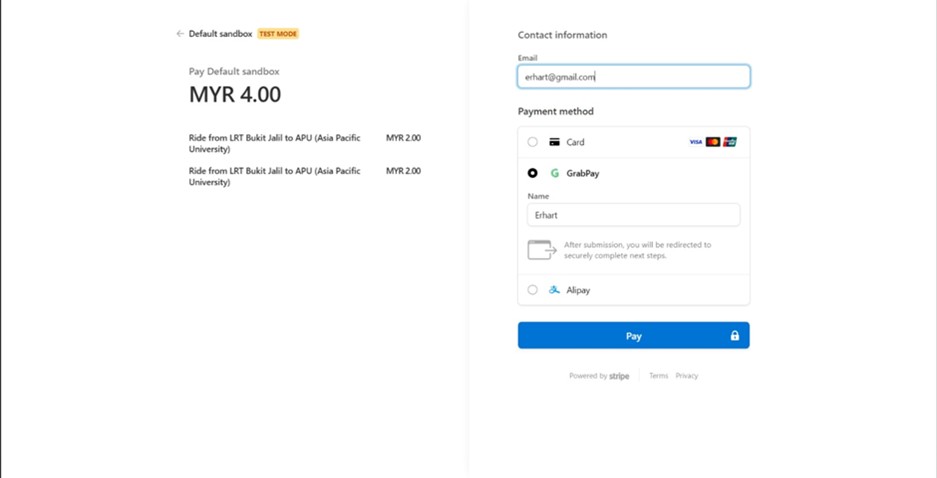 Default sandbox TEST MODE
Pay Default sandbox
MYR 4.00
Ride from LRT Bukit Jalil to APU (Asia Pacific MYR 2.00
University)
Ride from LRT Bukit Jalil to APU (Asia Pacific MYR 2.00
University)
Contact information
Email
erhart@gmail.com
Payment method
Card VISA
GrabPay
Name
Erhart
After submission, you will be redirected to
securely complete next steps.
Alipay
Pay
Powered by stripe Terms Privacy